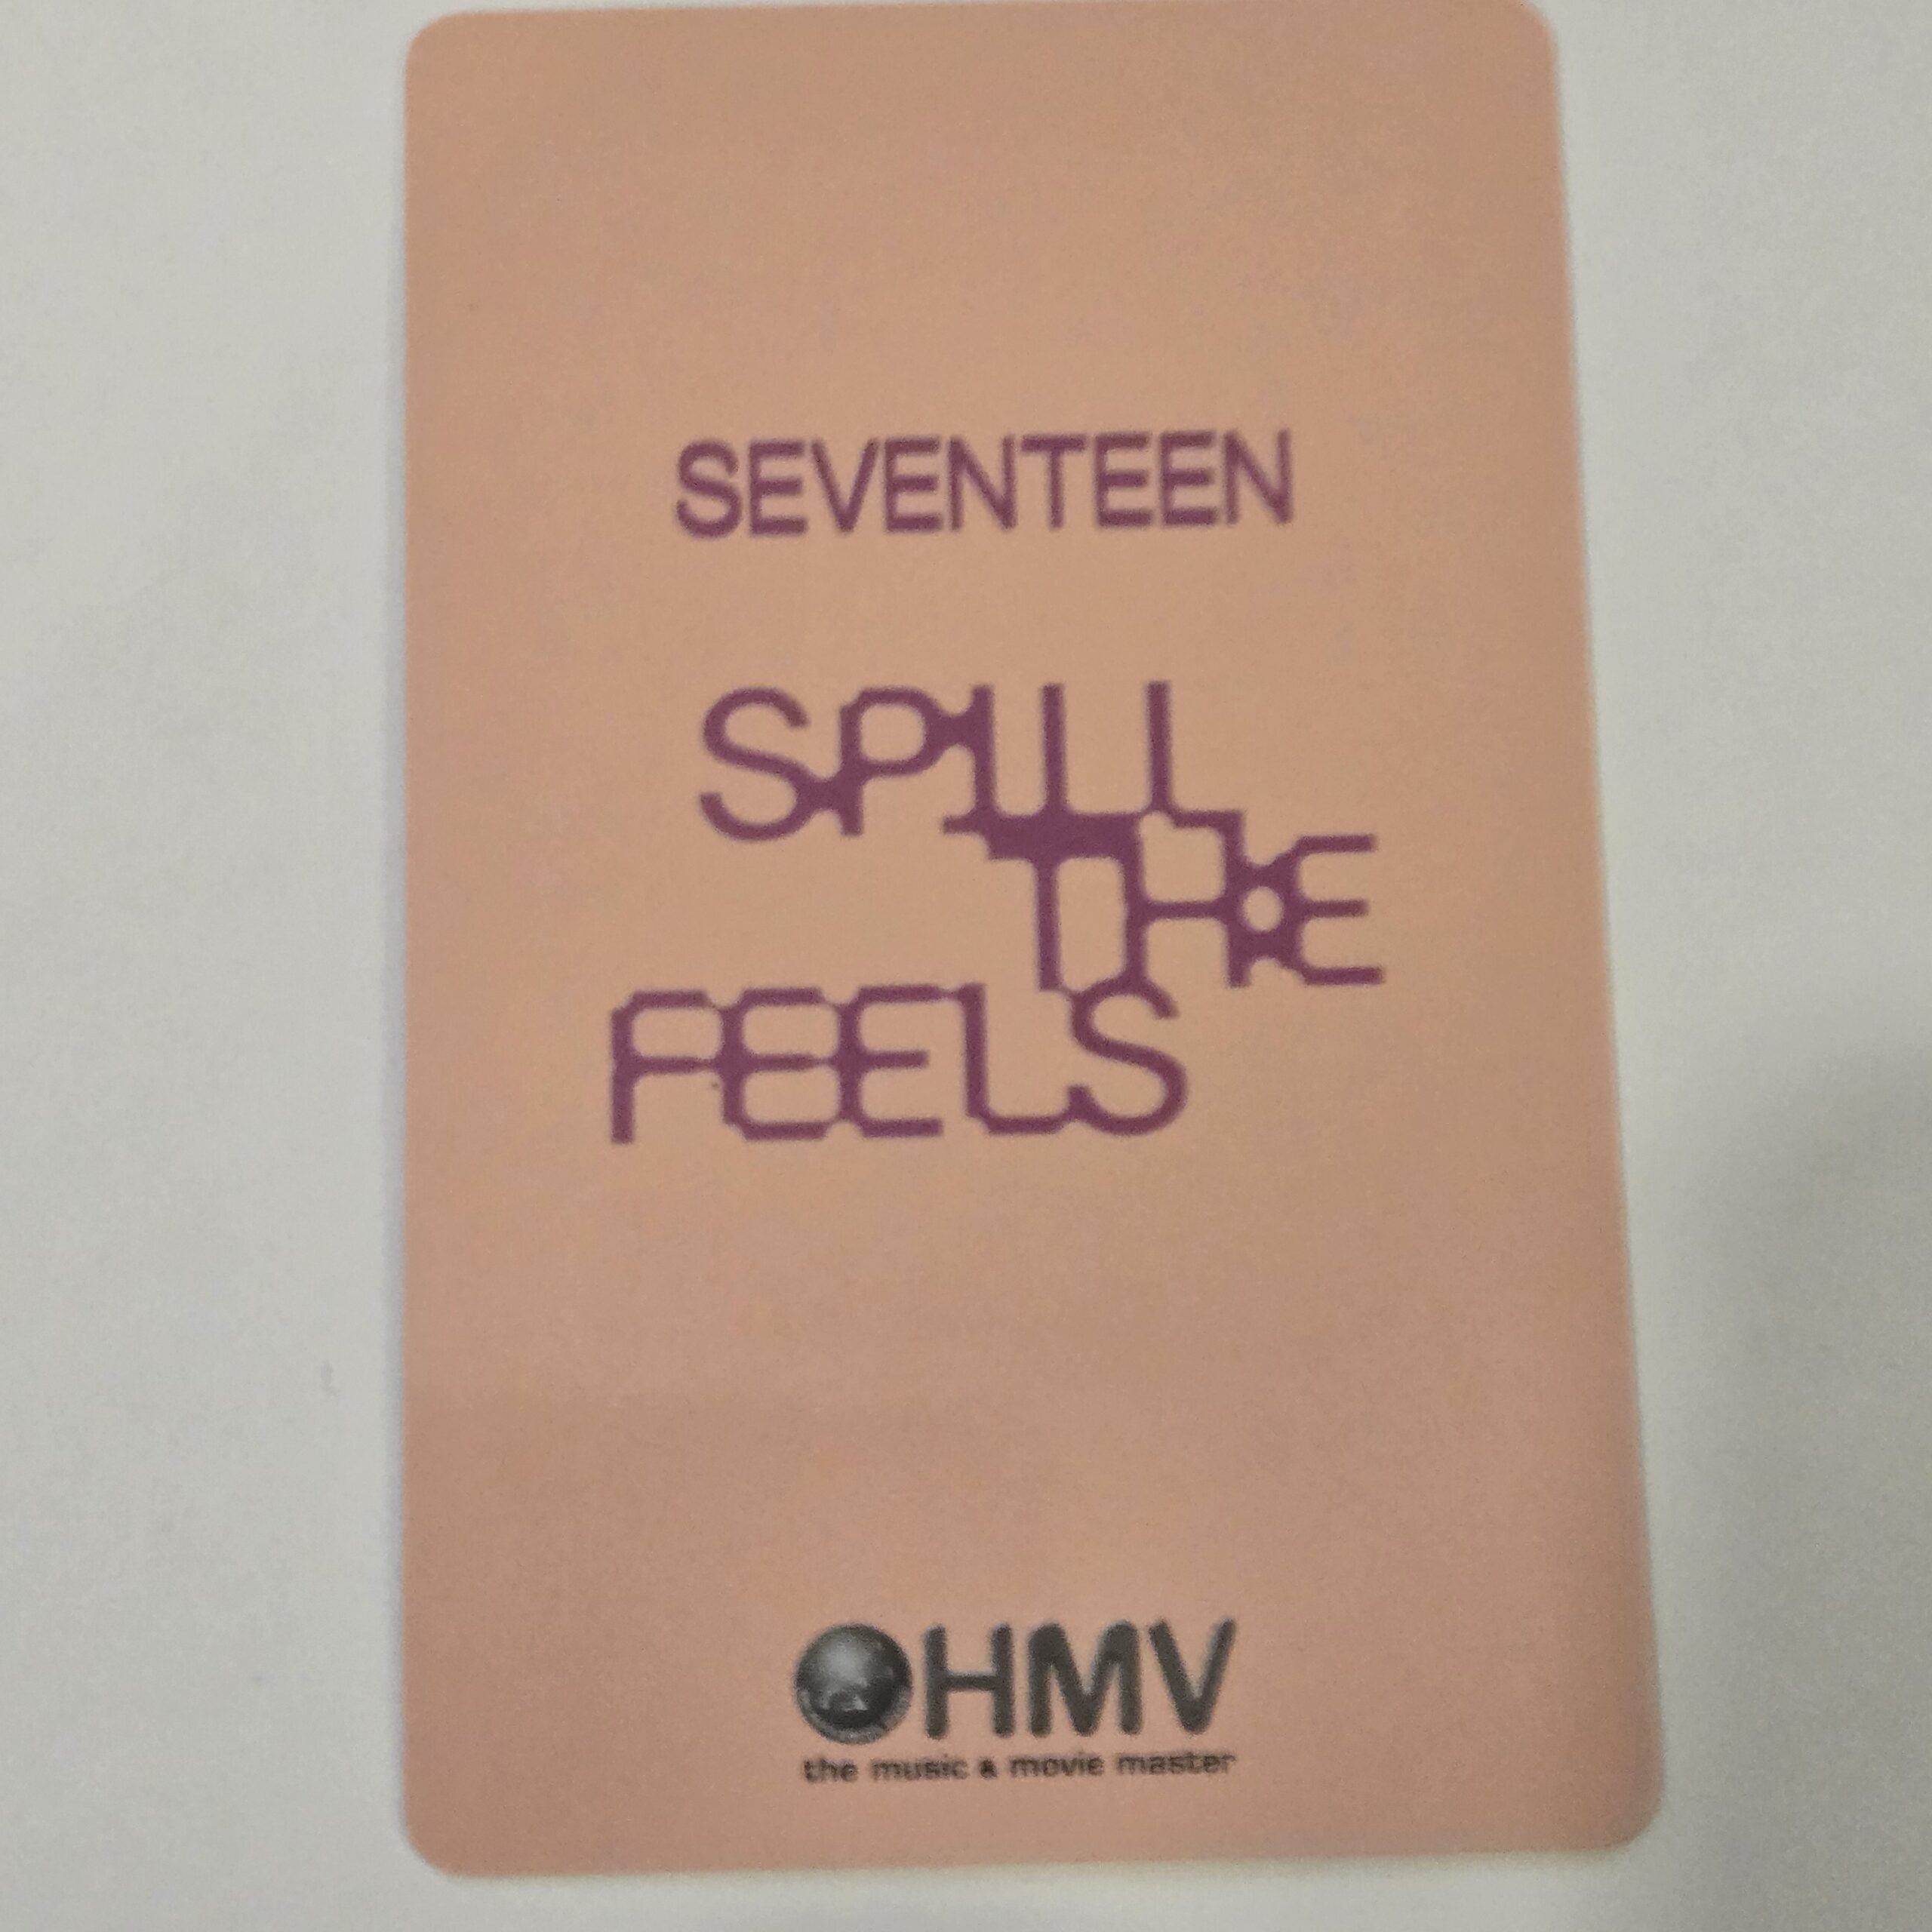 SEVENTEEN
SPILL
THE
FEELS
HMV
the music & movie master